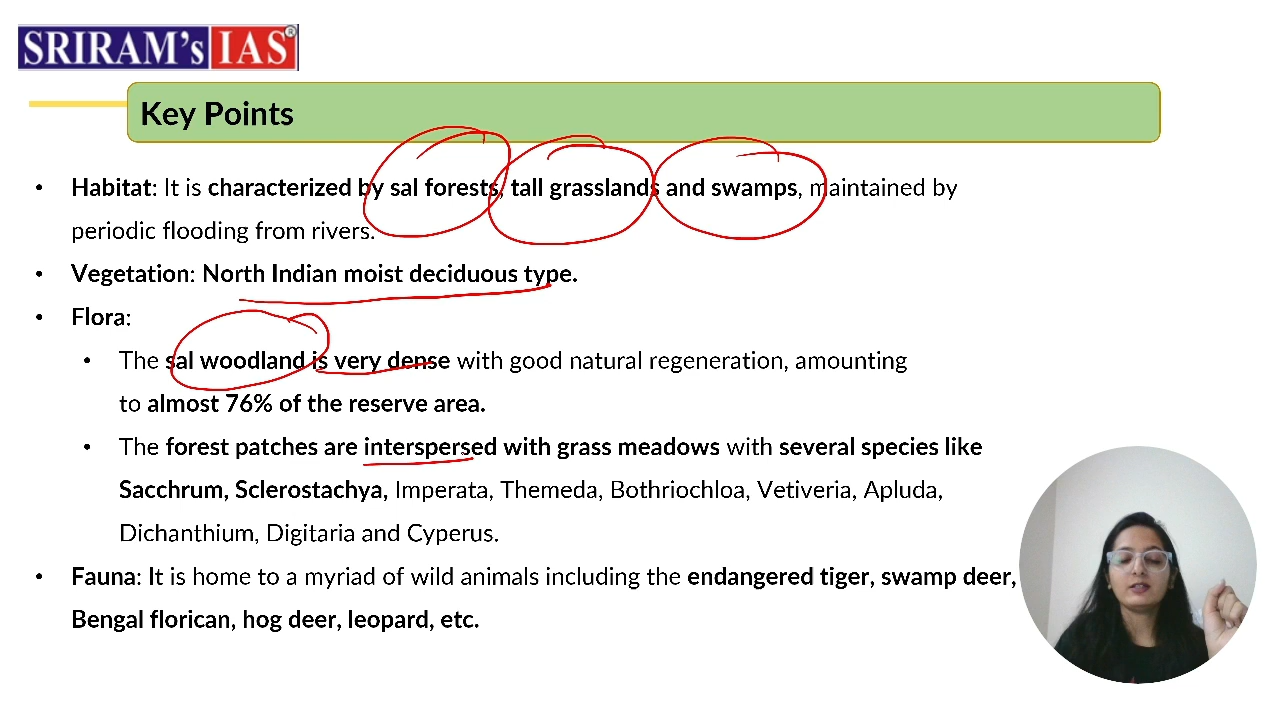 SRIRAM's IAS®
Key Points
• Habitat: It is characterized by sal forests, tall grasslands and swamps, maintained by
periodic flooding from rivers.
• Vegetation: North Indian moist deciduous type.
• Flora:
• The sal woodland is very dense with good natural regeneration, amounting
to almost 76% of the reserve area.
• The forest patches are interspersed with grass meadows with several species like
Sacchrum, Sclerostachya, Imperata, Themeda, Bothriochloa, Vetiveria, Apluda,
Dichanthium, Digitaria and Cyperus.
• Fauna: It is home to a myriad of wild animals including the endangered tiger, swamp deer,
Bengal florican, hog deer, leopard, etc.